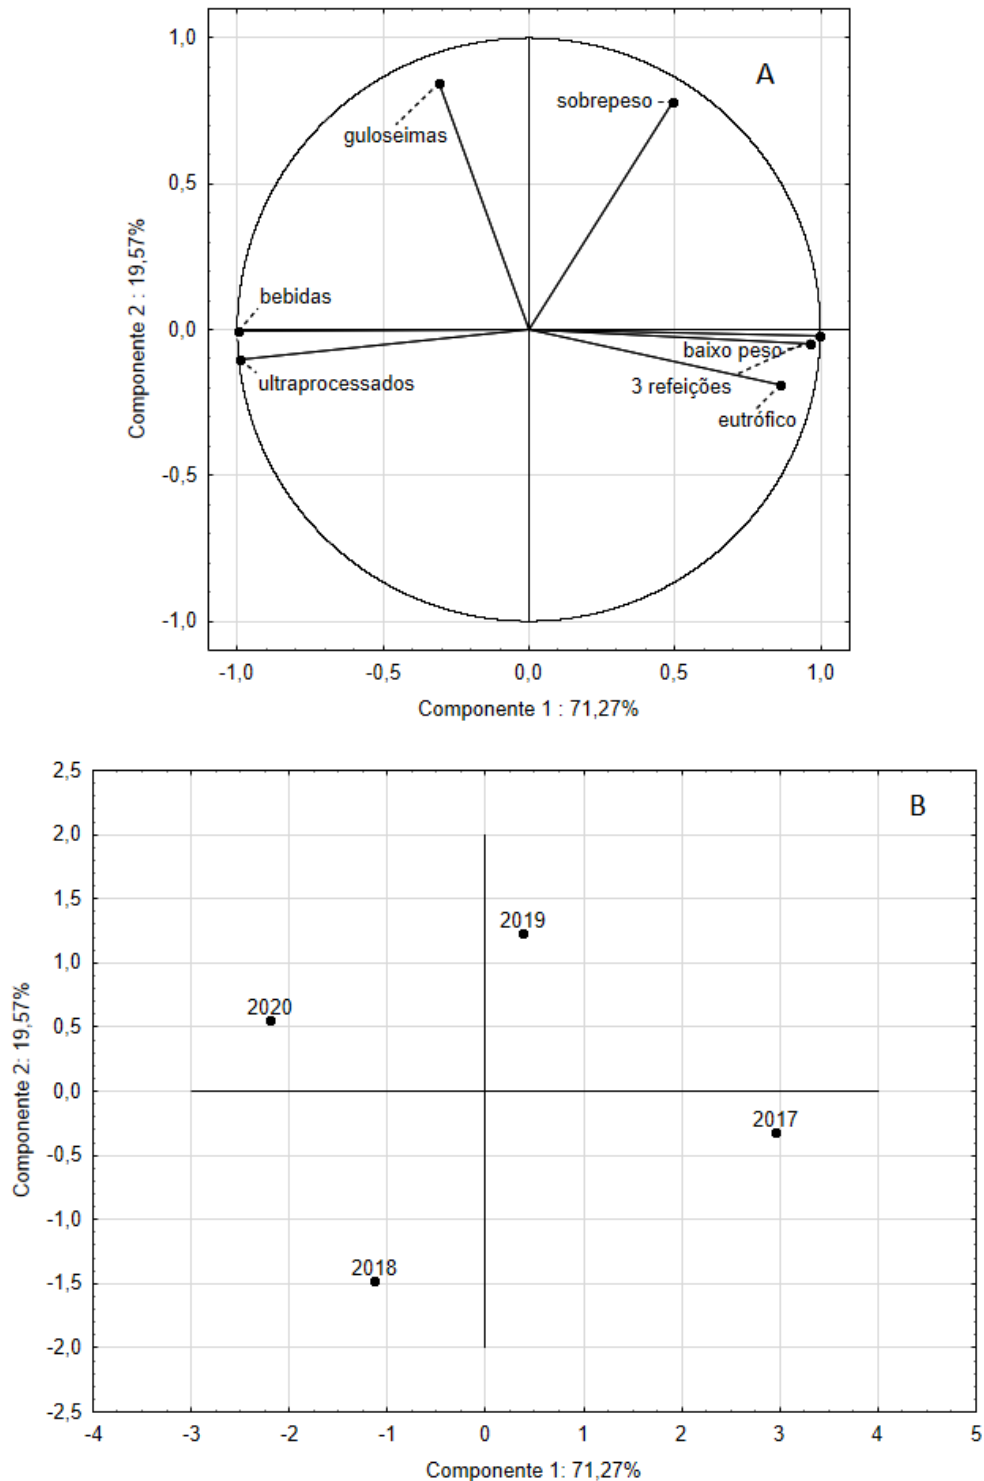 A
1,0
sobrepeso
guloseimas
0,5
bebidas
0,0
baixo peso
ultraprocessados
3 refeições
eutrófico
-0,5
-1,0
Componente 2 : 19,57%
-1,0 -0,5 0,0 0,5 1,0
Componente 1 : 71,27%
2,5
B
2,0
1,5
2019
1,0
2020
0,5
0,0
2017
-0,5
-1,0
2018
-1,5
-2,0
-2,5
Componente 2: 19,57%
-4 -3 -2 -1 0 1 2 3 4 5
Componente 1: 71,27%